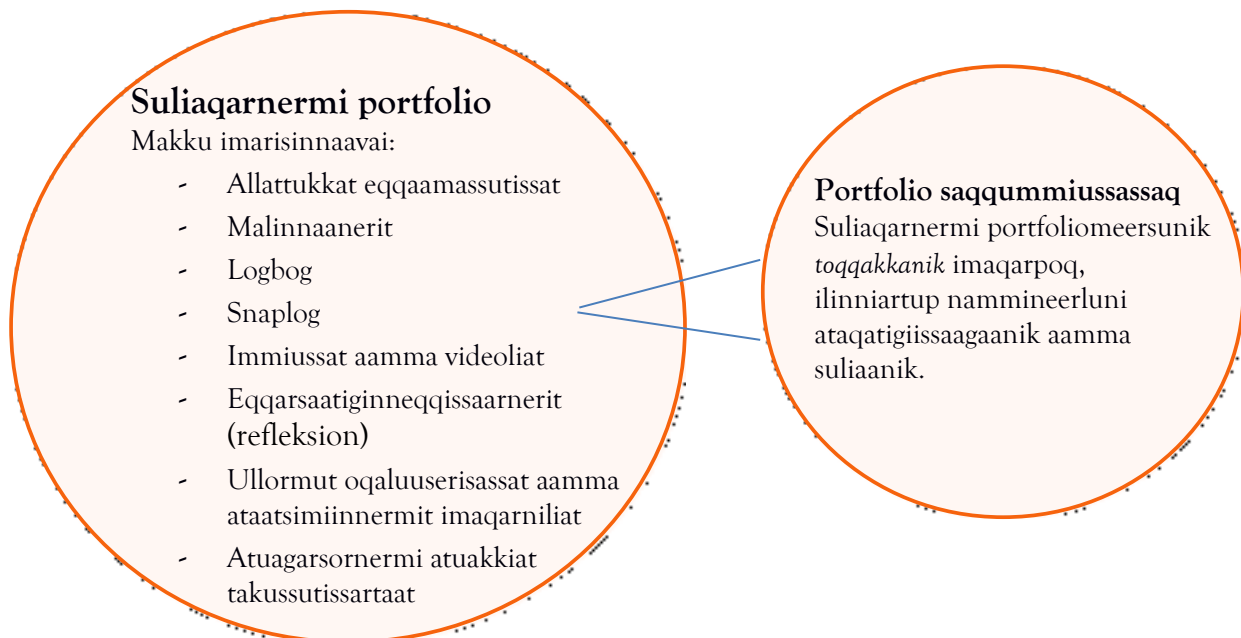 Suliaqarnermi portfolio
Makku imarisinnaavai:
- Allattukkat eqqaamassutissat
- Malinnaanerit
- Logbog
- Snaplog
- Immiussat aamma videoliat
- Eqqarsaatiginneqqissaarnerit
(refleksion)
- Ullormut oqaluuserisassat aamma
ataatsimiinnermit imaqarniliat
- Atuagarsornermi atuakkiat
takussutissartaat
Portfolio saqqummiussassaq
Suliaqarnermi portfoliomeersunik
toqqakkanik imaqarpoq,
ilinniartup nammineerluni
ataqatigiissaagaanik aamma
suliaanik.